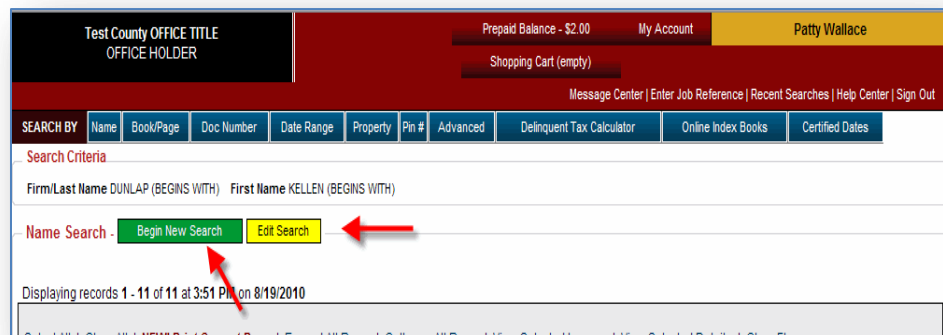 Test County OFFICE TITLE
OFFICE HOLDER
Prepaid Balance - $2.00 My Account Patty Wallace
Shopping Cart (empty)
Message Center | Enter Job Reference | Recent Searches | Help Center | Sign Out
SEARCH BY Name Book/Page Doc Number Date Range Property Pin # Advanced Delinquent Tax Calculator Online Index Books Certified Dates
Search Criteria
Firm/Last Name DUNLAP (BEGINS WITH) First Name KELLEN (BEGINS WITH)
Name Search - Begin New Search Edit Search
Displaying records 1 - 11 of 11 at 3:51 PM on 8/19/2010